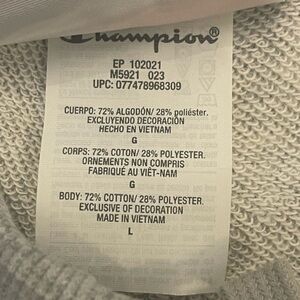 Champion®
EP 102021
M5921 023
UPC: 077478968309
CUERPO: 72% ALGODÓN/ 28% poliéster.
EXCLUYENDO DECORACIÓN
HECHO EN VIETNAM
G
CORPS: 72% COTON/ 28% POLYESTER.
ORNEMENTS NON COMPRIS
FABRIQUÉ AU VIÊT-NAM
G
BODY: 72% COTTON/ 28% POLYESTER.
EXCLUSIVE OF DECORATION
MADE IN VIETNAM
L